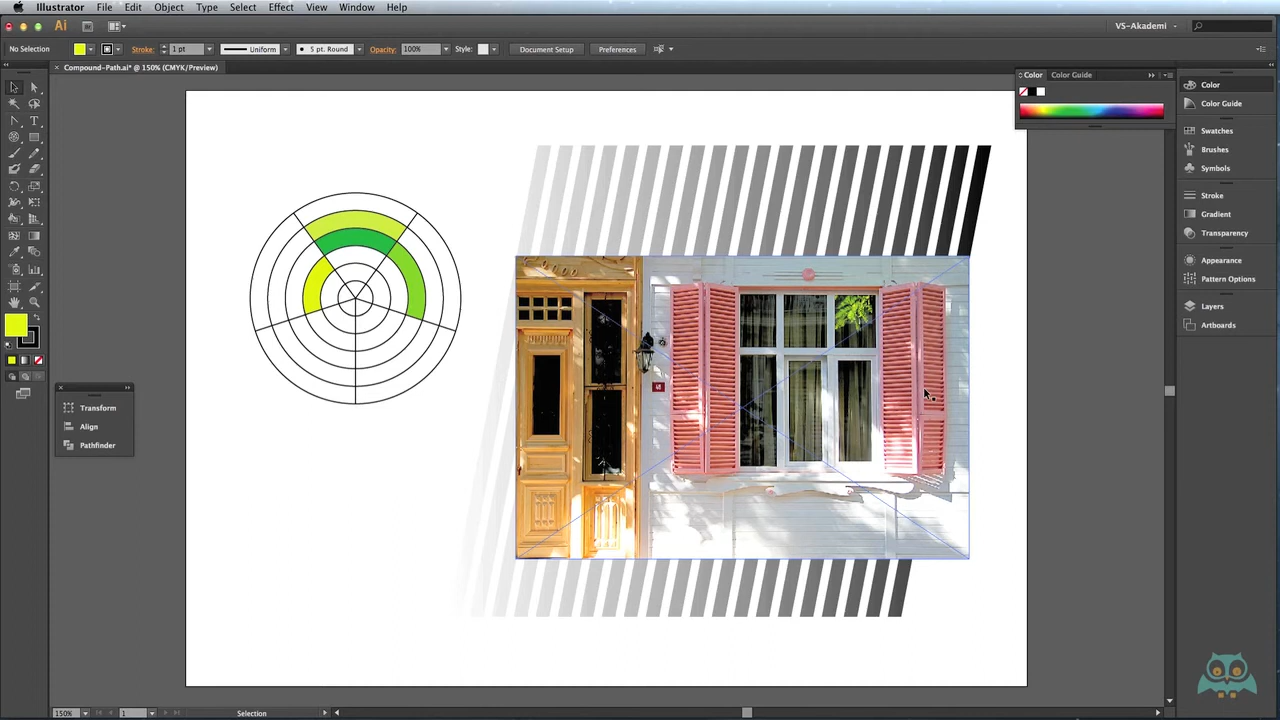 Illustrator File Edit Object Type Select Effect View Window Help
Ai VS-Akademi
No Selection Stroke: 1 pt Uniform 5 pt. Round Opacity: 100% Style: Document Setup Preferences
Compound-Path.ai* @ 150% (CMYK/Preview)
Color Color Guide
Color
Color Guide
Swatches
Brushes
Symbols
Stroke
Gradient
Transparency
Appearance
Pattern Options
Layers
Artboards
Transform
Align
Pathfinder
150% 1 Selection